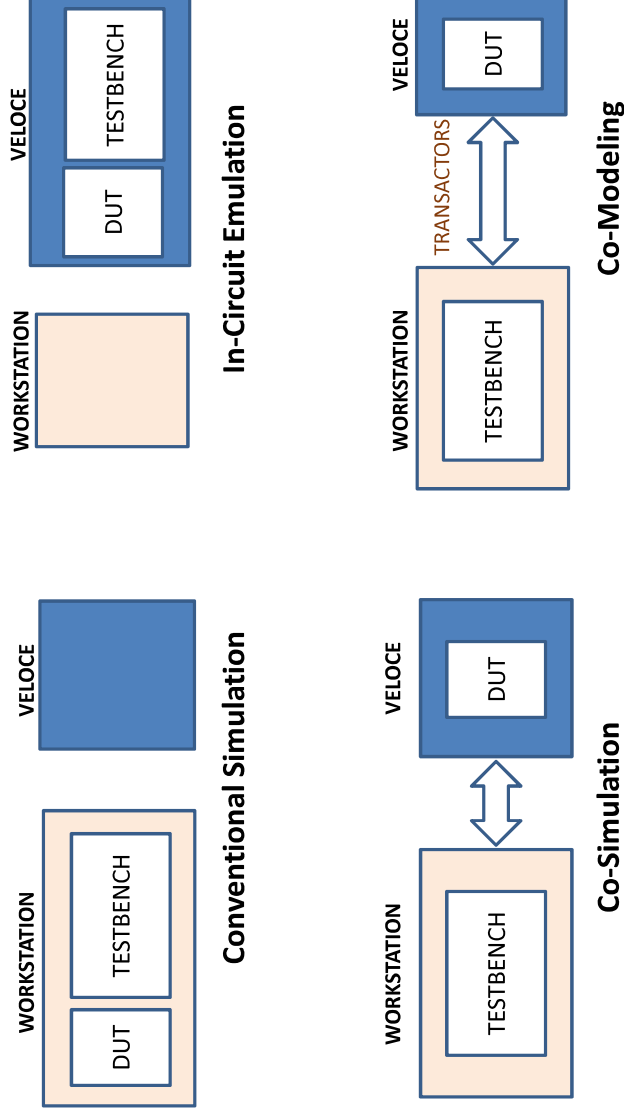 WORKSTATION
VELOCE
DUT
TESTBENCH
Conventional Simulation
WORKSTATION
VELOCE
DUT
TESTBENCH
In-Circuit Emulation
WORKSTATION
VELOCE
TESTBENCH
DUT
Co-Simulation
WORKSTATION
TRANSACTORS
VELOCE
TESTBENCH
DUT
Co-Modeling